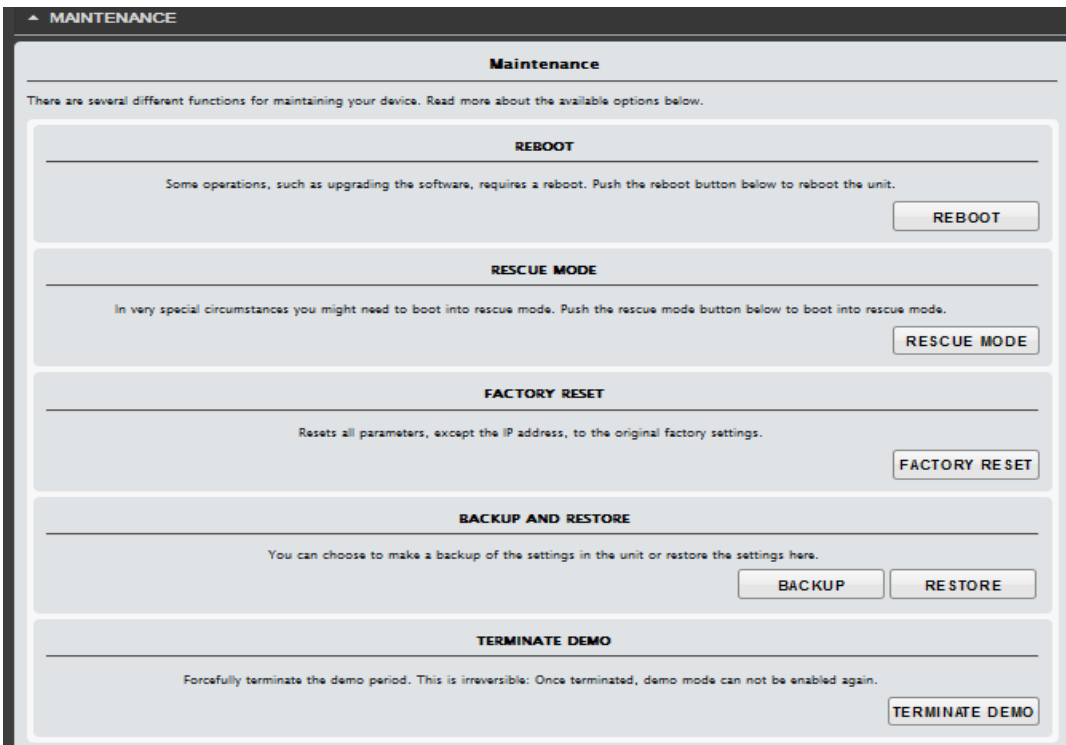 MAINTENANCE
Maintenance
There are several different functions for maintaining your device. Read more about the available options below.
REBOOT
Some operations, such as upgrading the software, requires a reboot. Push the reboot button below to reboot the unit.
REBOOT
RESCUE MODE
In very special circumstances you might need to boot into rescue mode. Push the rescue mode button below to boot into rescue mode.
RESCUE MODE
FACTORY RESET
Resets all parameters, except the IP address, to the original factory settings.
FACTORY RESET
BACKUP AND RESTORE
You can choose to make a backup of the settings in the unit or restore the settings here.
BACKUP RESTORE
TERMINATE DEMO
Forcefully terminate the demo period. This is irreversible: Once terminated, demo mode can not be enabled again.
TERMINATE DEMO